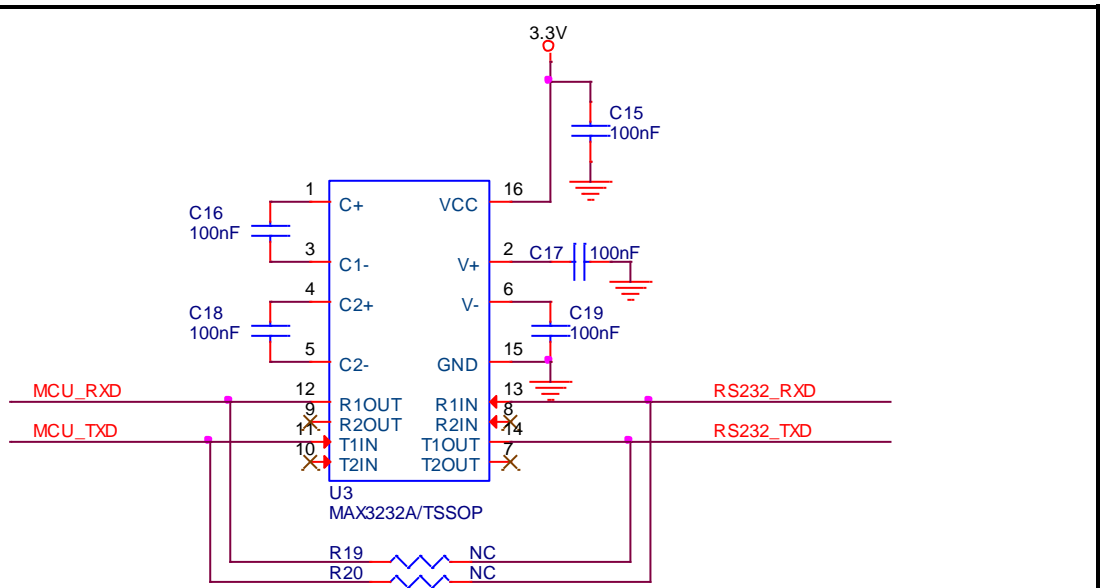 3.3V
C15
100nF
1
C+
VCC
16
C16
100nF
3
C1-
V+
2
C17
100nF
4
C2+
V-
6
C18
100nF
C19
100nF
5
C2-
GND
15
MCU_RXD
12
R1OUT
R1IN
13
RS232_RXD
9
R2OUT
R2IN
8
MCU_TXD
11
T1IN
T1OUT
14
RS232_TXD
10
T2IN
T2OUT
7
U3
MAX3232A/TSSOP
R19
NC
R20
NC